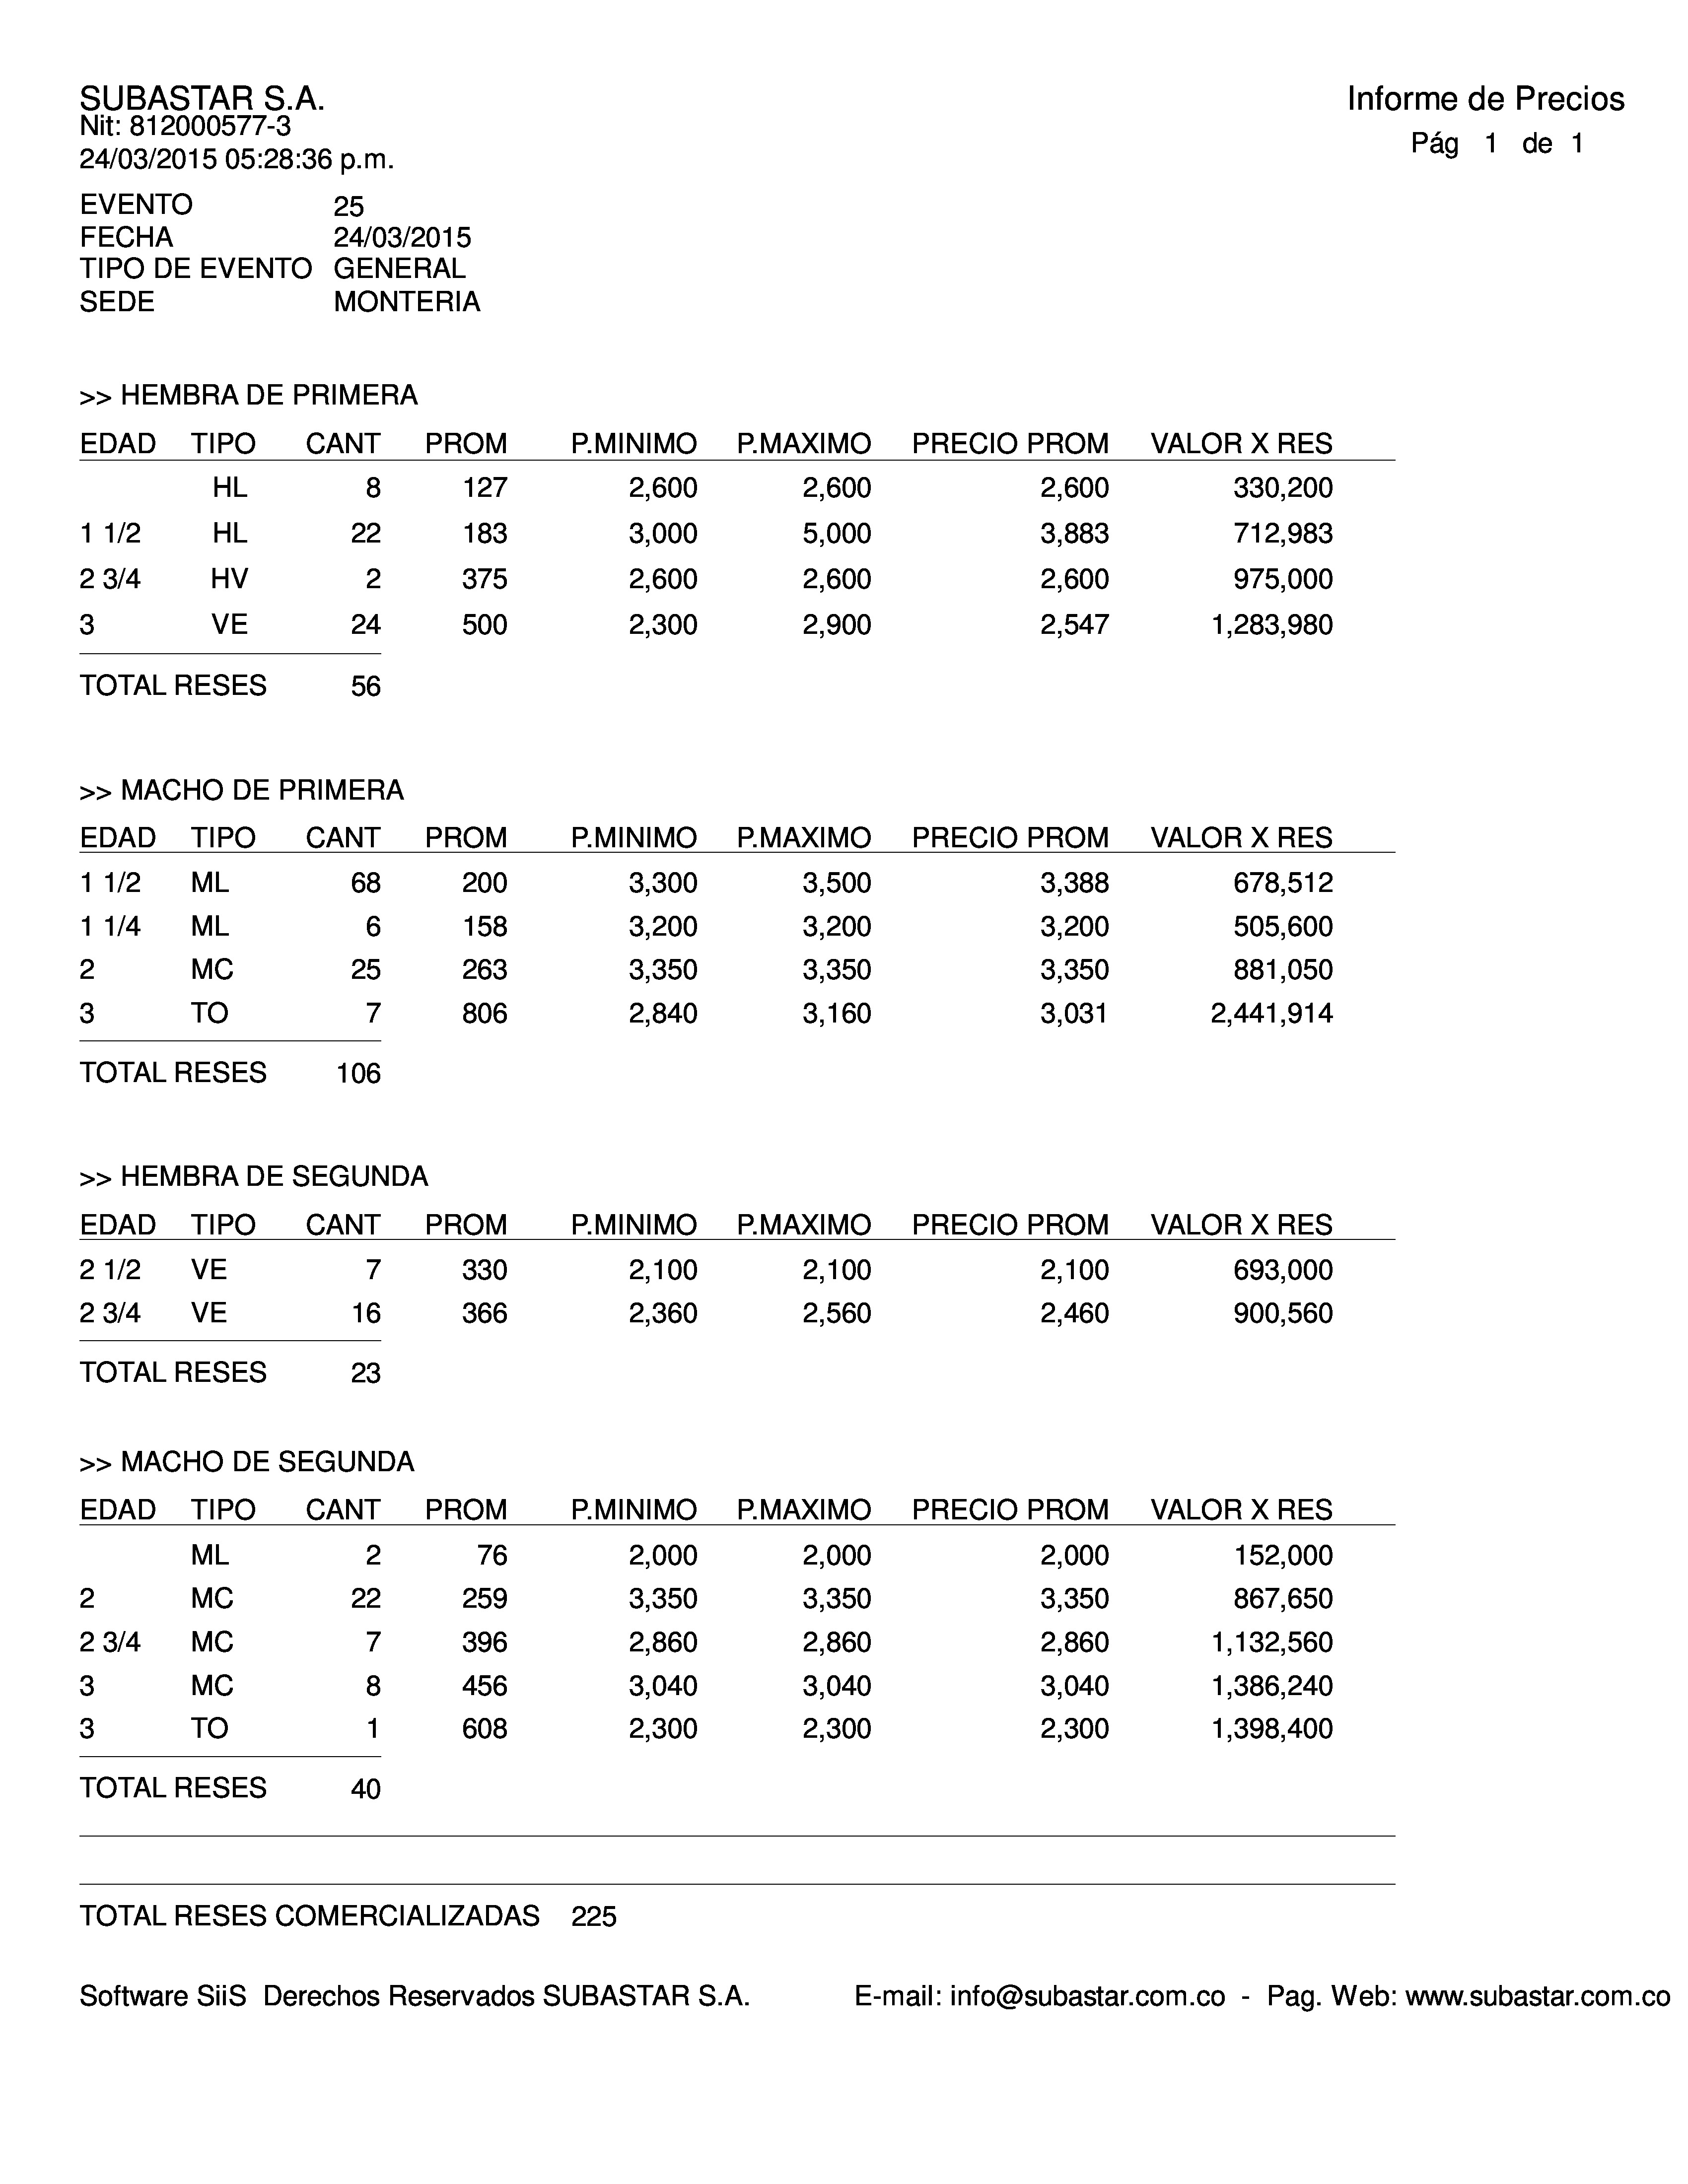 SUBASTAR S.A.
Informe de Precios
Nit: 812000577-3
Pág 1 de 1
24/03/2015 05:28:36 p.m.
EVENTO 25
FECHA 24/03/2015
TIPO DE EVENTO GENERAL
SEDE MONTERIA
>> HEMBRA DE PRIMERA
EDAD TIPO CANT PROM P.MINIMO P.MAXIMO PRECIO PROM VALOR X RES
HL 8 127 2,600 2,600 2,600 330,200
1 1/2 HL 22 183 3,000 5,000 3,883 712,983
2 3/4 HV 2 375 2,600 2,600 2,600 975,000
3 VE 24 500 2,300 2,900 2,547 1,283,980
TOTAL RESES 56
>> MACHO DE PRIMERA
EDAD TIPO CANT PROM P.MINIMO P.MAXIMO PRECIO PROM VALOR X RES
1 1/2 ML 68 200 3,300 3,500 3,388 678,512
1 1/4 ML 6 158 3,200 3,200 3,200 505,600
2 MC 25 263 3,350 3,350 3,350 881,050
3 TO 7 806 2,840 3,160 3,031 2,441,914
TOTAL RESES 106
>> HEMBRA DE SEGUNDA
EDAD TIPO CANT PROM P.MINIMO P.MAXIMO PRECIO PROM VALOR X RES
2 1/2 VE 7 330 2,100 2,100 2,100 693,000
2 3/4 VE 16 366 2,360 2,560 2,460 900,560
TOTAL RESES 23
>> MACHO DE SEGUNDA
EDAD TIPO CANT PROM P.MINIMO P.MAXIMO PRECIO PROM VALOR X RES
ML 2 76 2,000 2,000 2,000 152,000
2 MC 22 259 3,350 3,350 3,350 867,650
2 3/4 MC 7 396 2,860 2,860 2,860 1,132,560
3 MC 8 456 3,040 3,040 3,040 1,386,240
3 TO 1 608 2,300 2,300 2,300 1,398,400
TOTAL RESES 40
TOTAL RESES COMERCIALIZADAS 225
Software SiiS Derechos Reservados SUBASTAR S.A. E-mail: info@subastar.com.co - Pag. Web: www.subastar.com.co